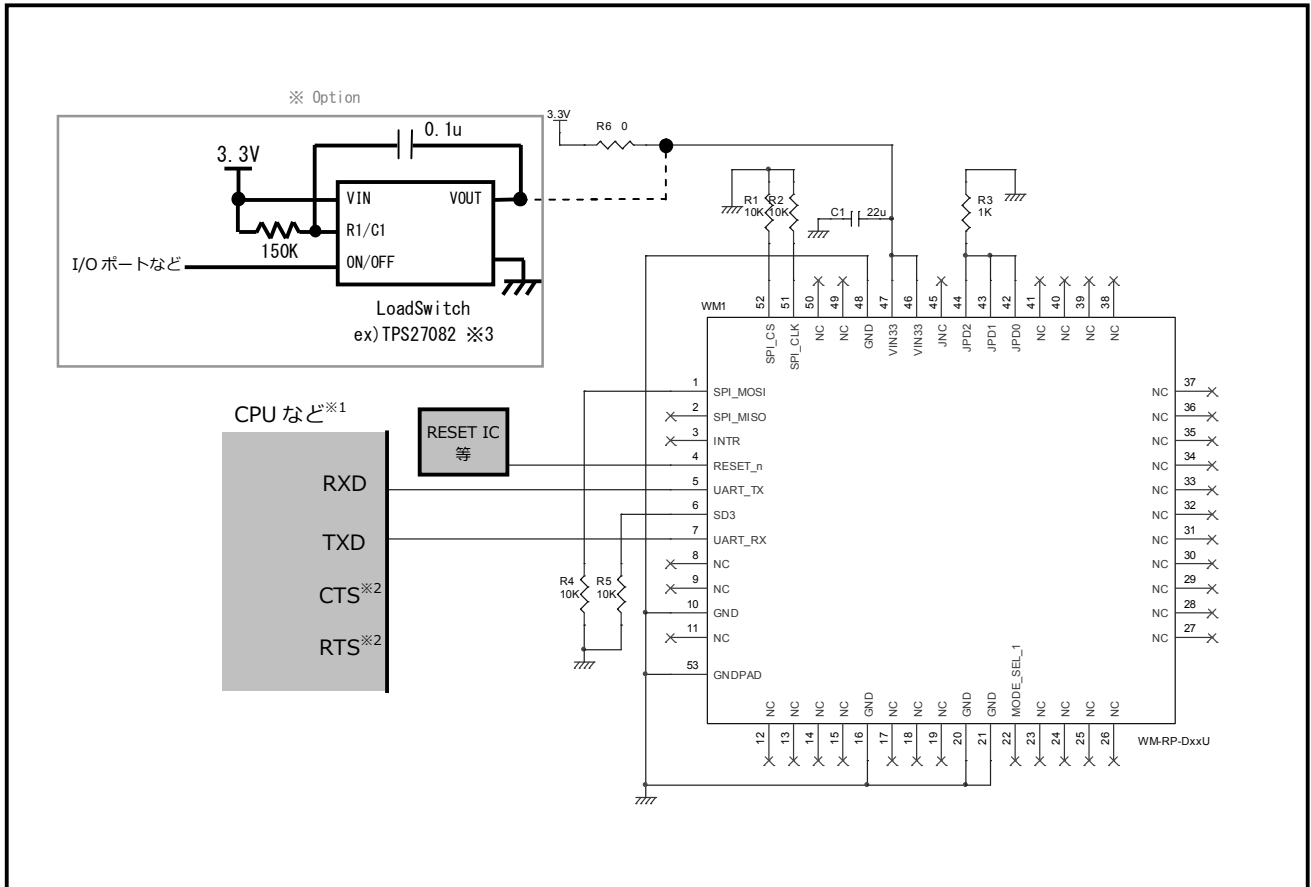 ※ Option
3.3V
0.1u
VIN
VOUT
R1/C1
150K
ON/OFF
I/O ポートなど
LoadSwitch
ex)TPS27082 ※3
3.3V
R6 0
R1
10K
R2
10K
C1
22u
R3
1K
52
51
50
49
48
47
46
45
44
43
42
41
40
39
38
WM1
SPI_CS
SPI_CLK
NC
NC
GND
VIN33
VIN33
JNC
JPD2
JPD1
JPD0
NC
NC
NC
NC
CPU など※1
RXD
TXD
CTS※2
RTS※2
RESET IC
等
R4
10K
R5
10K
1 SPI_MOSI
2 SPI_MISO
3 INTR
4 RESET_n
5 UART_TX
6 SD3
7 UART_RX
8 NC
9 NC
10 GND
11 NC
53 GNDPAD
NC 37
NC 36
NC 35
NC 34
NC 33
NC 32
NC 31
NC 30
NC 29
NC 28
NC 27
NC
NC
NC
NC
GND
NC
NC
NC
GND
GND
MODE_SEL_1
NC
NC
NC
NC
12
13
14
15
16
17
18
19
20
21
22
23
24
25
26
WM-RP-DxxU